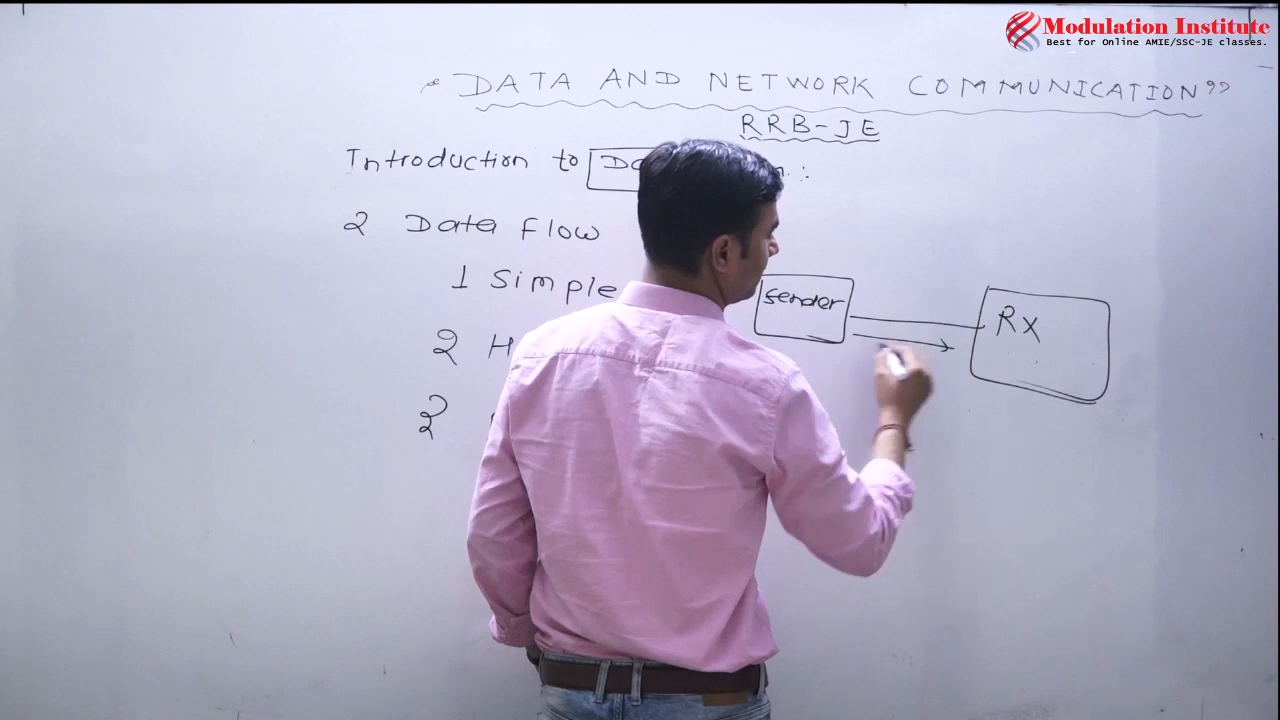 Modulation Institute
Best for Online AMIE/SSC-JE classes.
"DATA AND NETWORK COMMUNICATION"
RRB-JE
Introduction to
2 Data Flow
1 Simple
sender
Rx
2 H
2